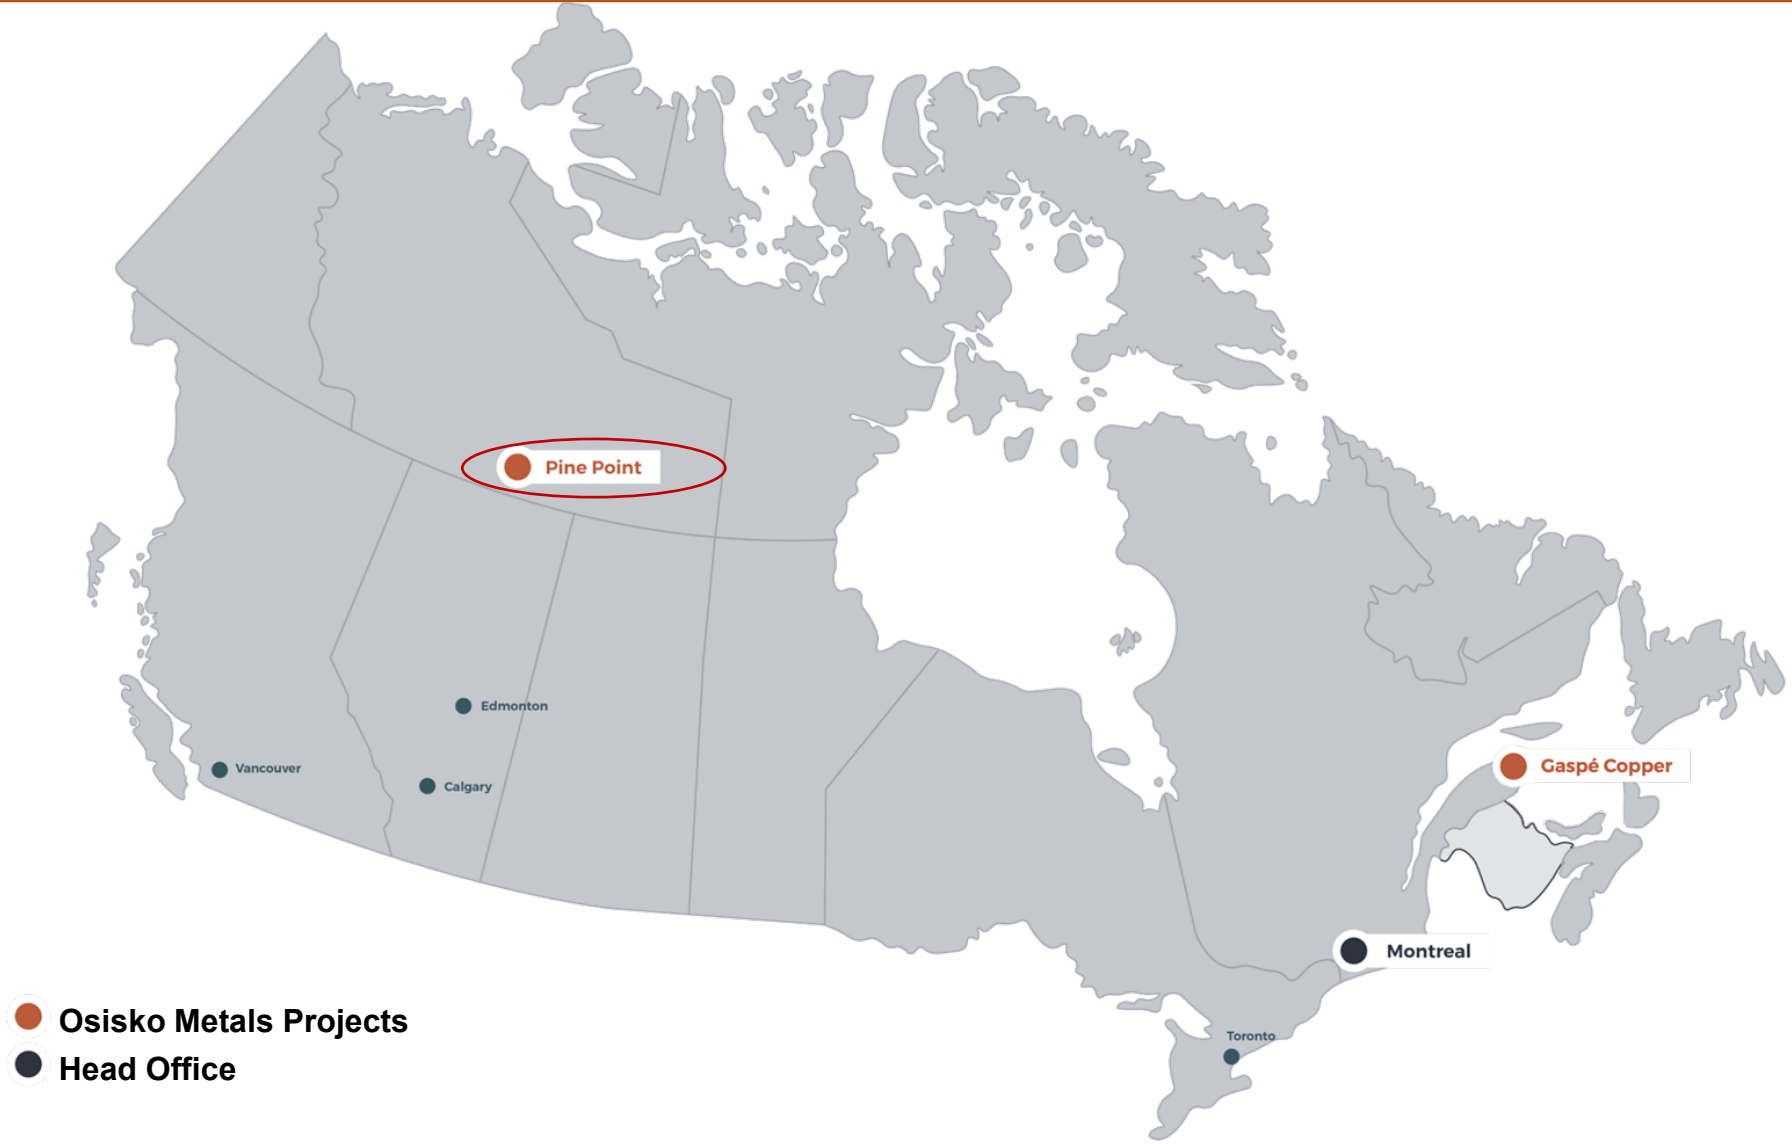 Pine Point
Edmonton
Vancouver
Calgary
Gaspé Copper
Montreal
Toronto
Osisko Metals Projects
Head Office